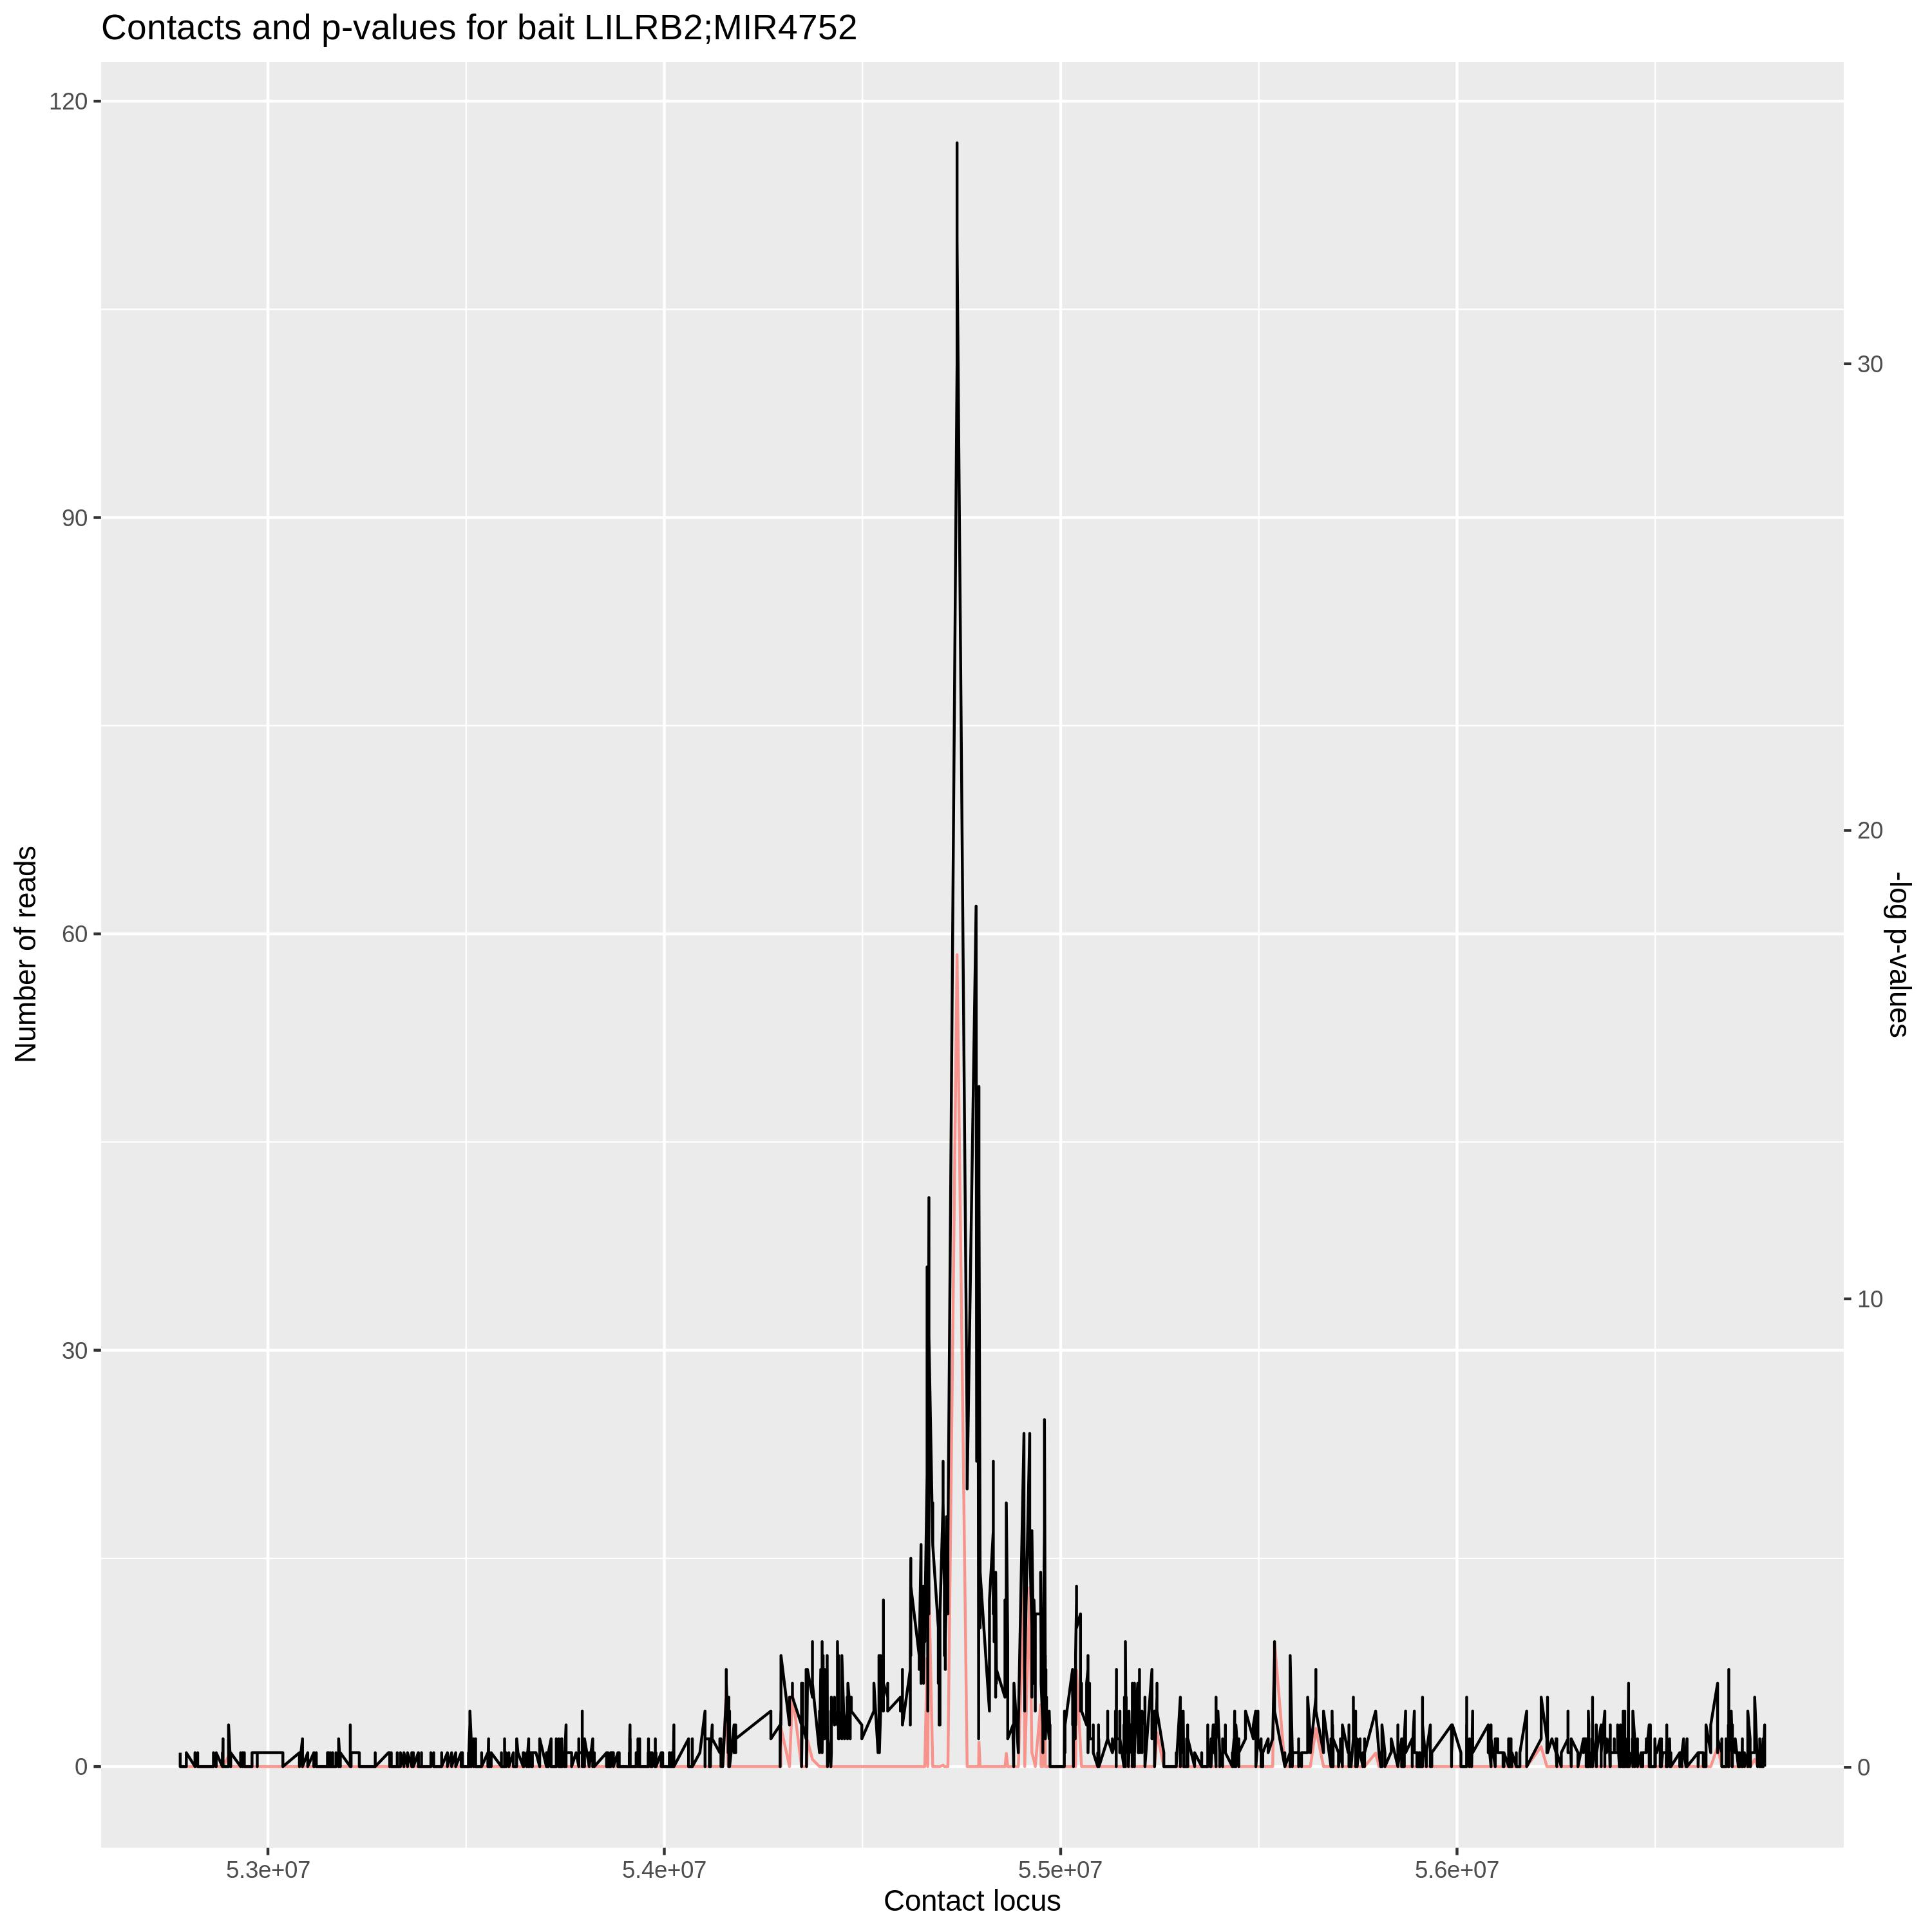 Contacts and p-values for bait LILRB2;MIR4752
120
90
60
30
0
Number of reads
30
20
10
0
-log p-values
5.3e+07
5.4e+07
5.5e+07
5.6e+07
Contact locus